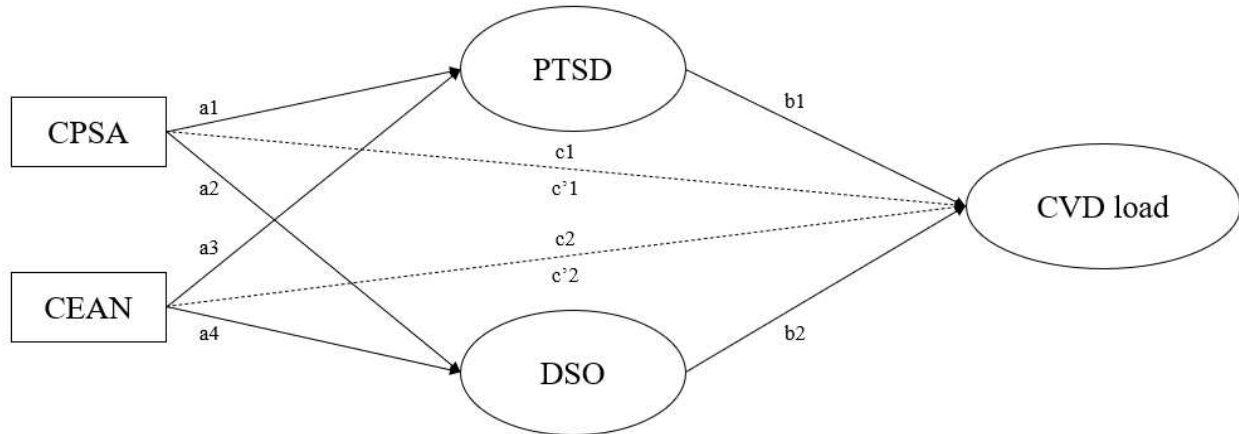 PTSD
a1
b1
CPSA
c1
a2
c'1
CVD load
a3
c2
c'2
CEAN
a4
b2
DSO